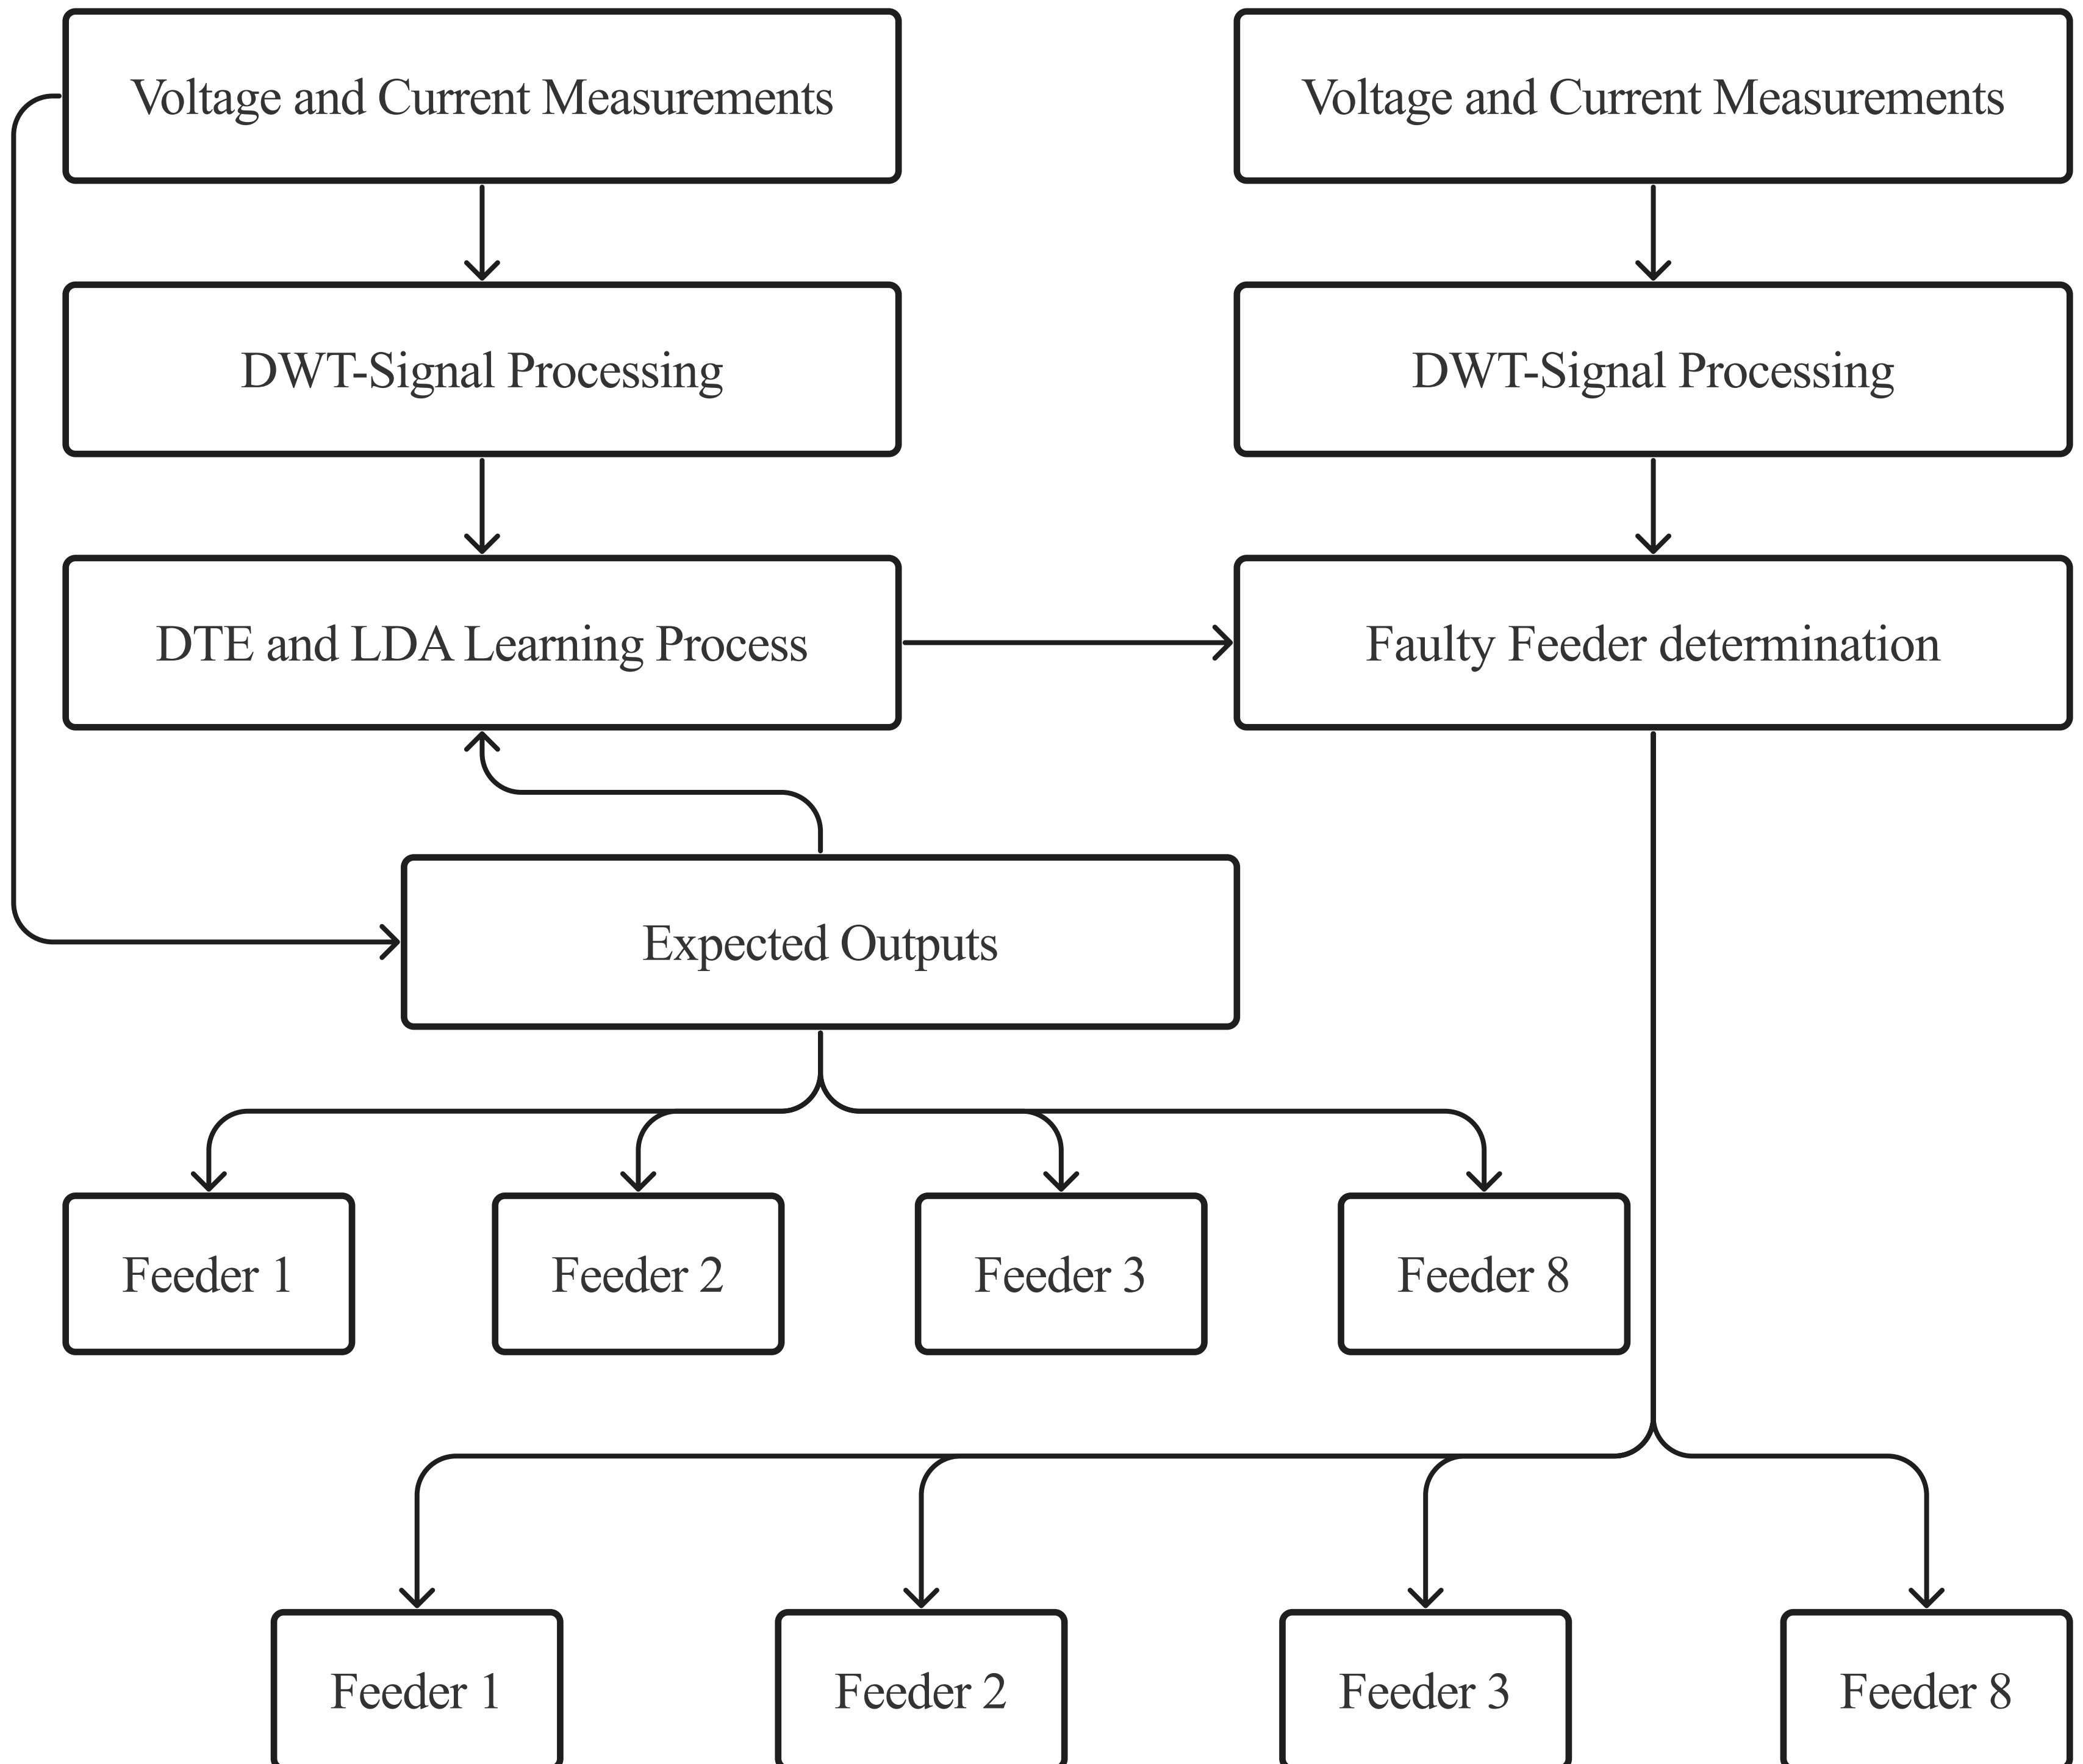 Voltage and Current Measurements
Voltage and Current Measurements
DWT-Signal Processing
DWT-Signal Processing
DTE and LDA Learning Process
Faulty Feeder determination
Expected Outputs
Feeder 1
Feeder 2
Feeder 3
Feeder 8
Feeder 1
Feeder 2
Feeder 3
Feeder 8